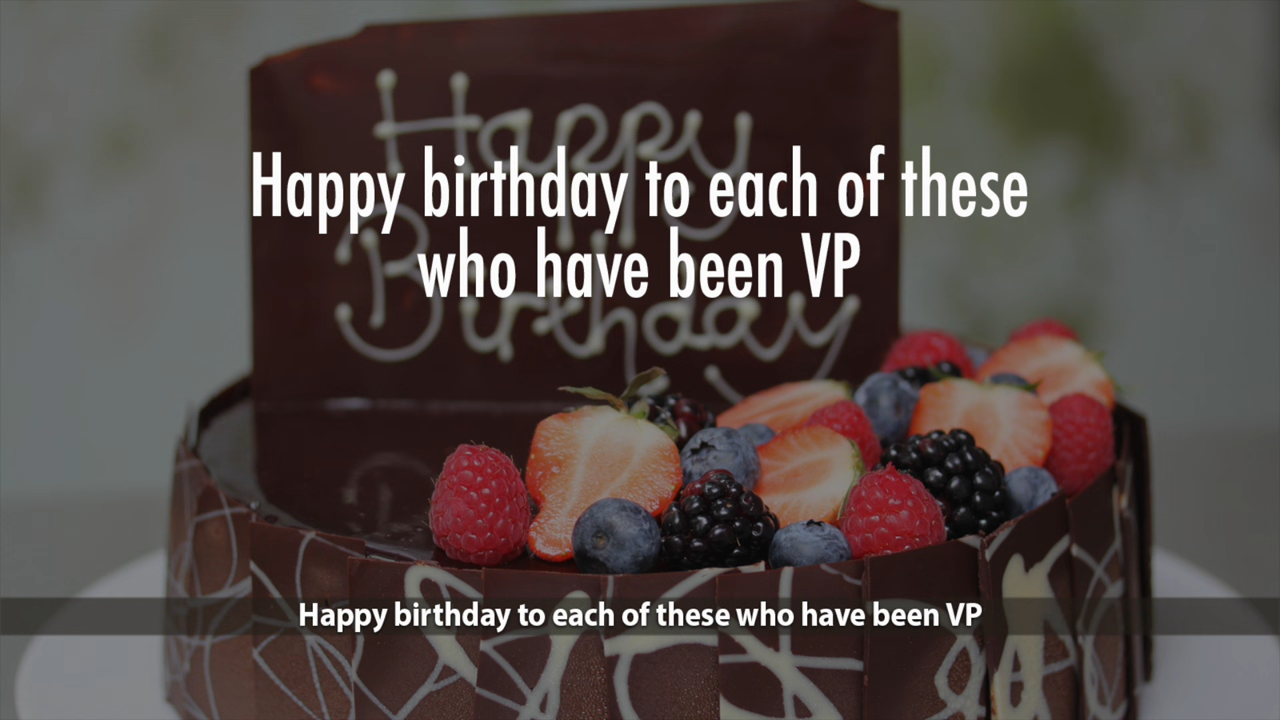 Happy
Birthday
Happy birthday to each of these
who have been VP
Happy birthday to each of these who have been VP